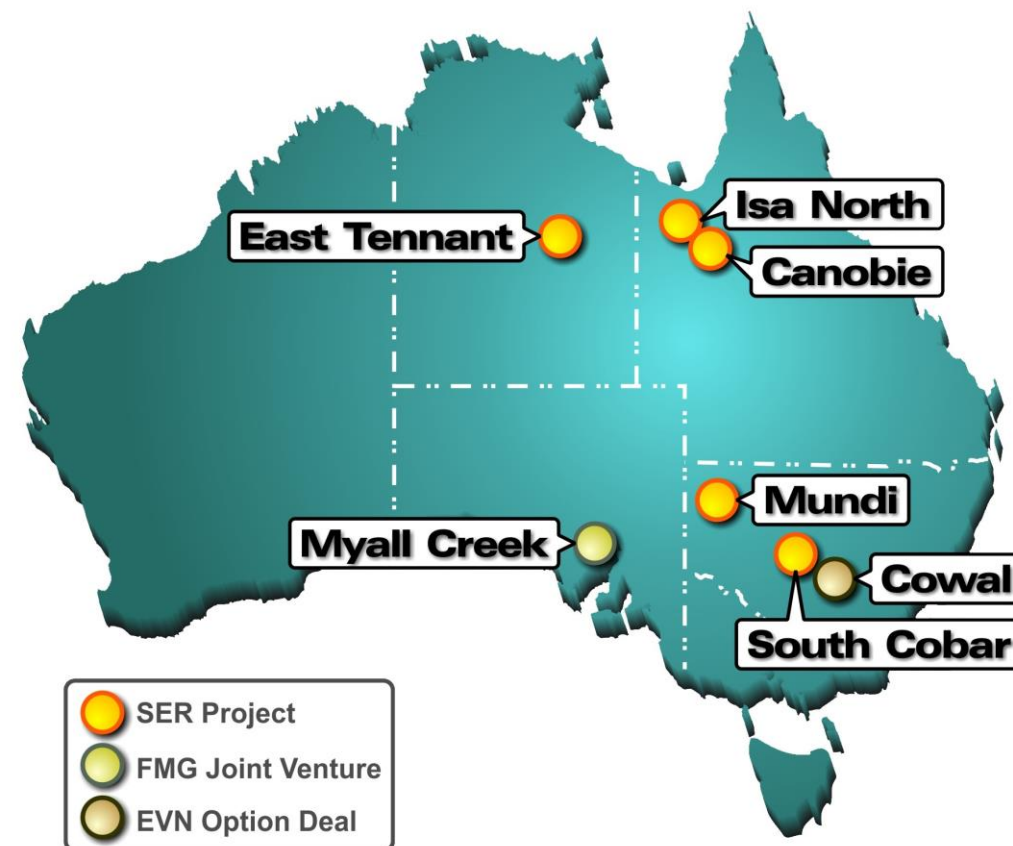 Isa North
East Tennant
Canobie
Mundi
Myall Creek
Cowal
South Cobar
SER Project
FMG Joint Venture
EVN Option Deal